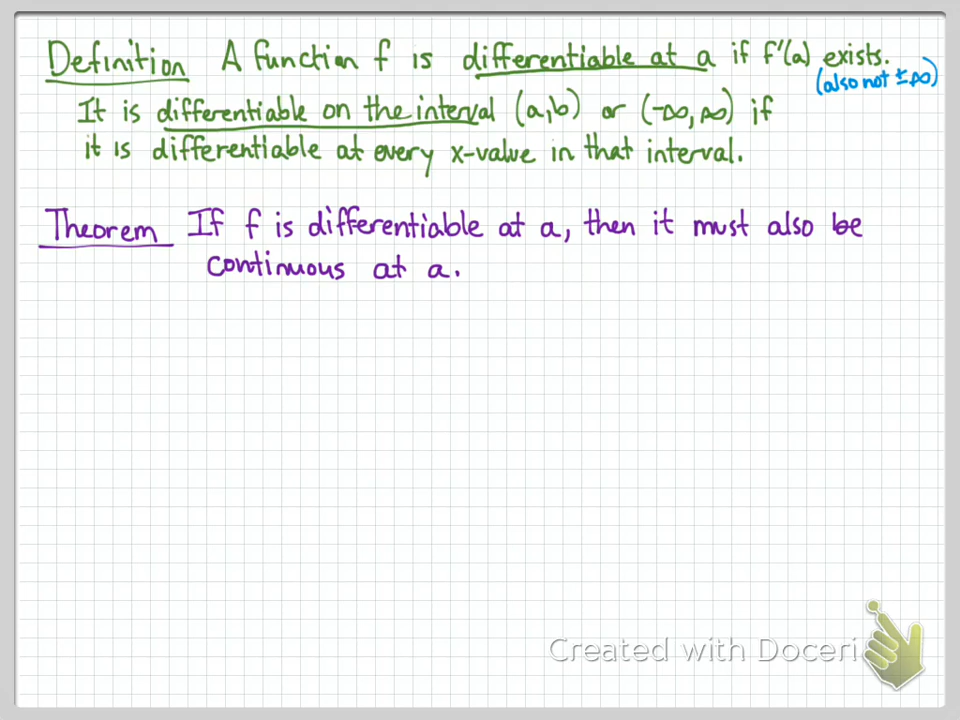 Definition A function f is differentiable at a if f'(a) exists.
(also not ±∞)
It is differentiable on the interval (a,b) or (-∞,∞) if
it is differentiable at every x-value in that interval.
Theorem If f is differentiable at a, then it must also be
continuous at a.
Created with Doceri